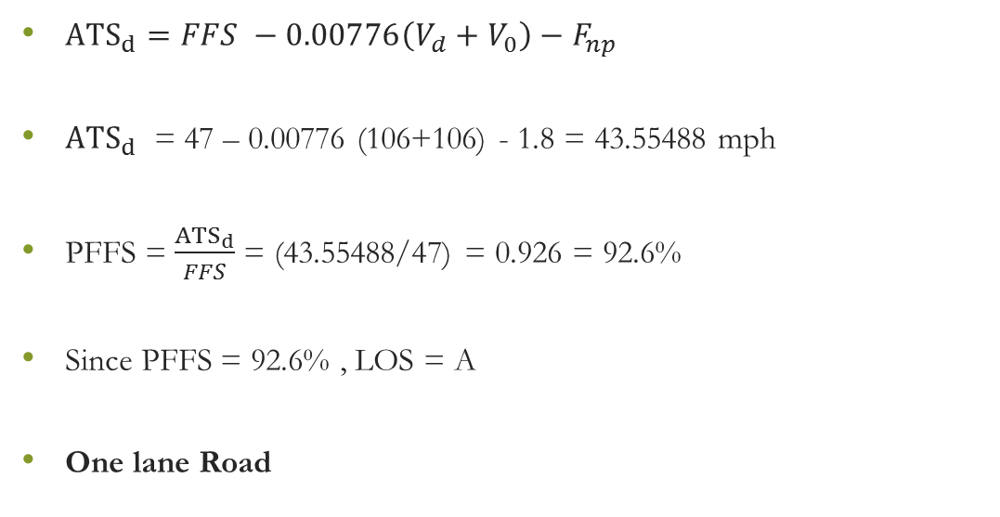 • ATSd = FFS − 0.00776(Vd + V0) − Fnp
• ATSd = 47 – 0.00776 (106+106) - 1.8 = 43.55488 mph
• PFFS = ATSd/FFS = (43.55488/47) = 0.926 = 92.6%
• Since PFFS = 92.6% , LOS = A
• One lane Road